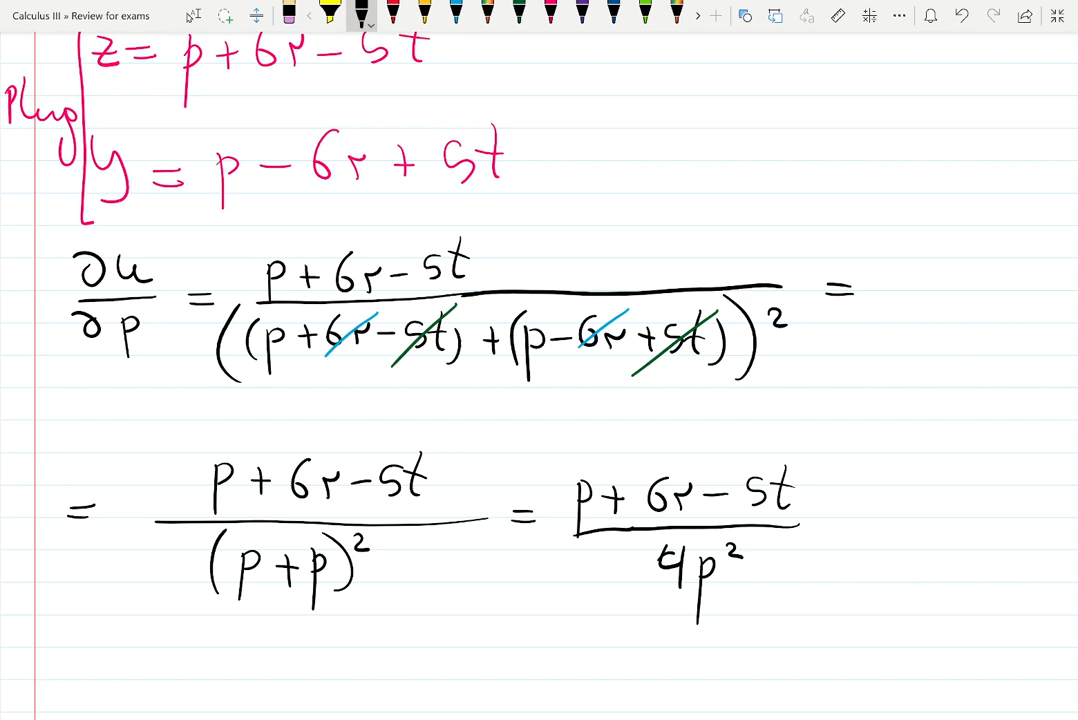 Calculus III » Review for exams
z = p + 6r - 5t
Plug
y = p - 6r + 5t
∂u/∂p = (p + 6r - 5t)/((p + 6r - 5t) + (p - 6r + 5t))² =
= (p + 6r - 5t)/(p + p)² = (p + 6r - 5t)/4p²